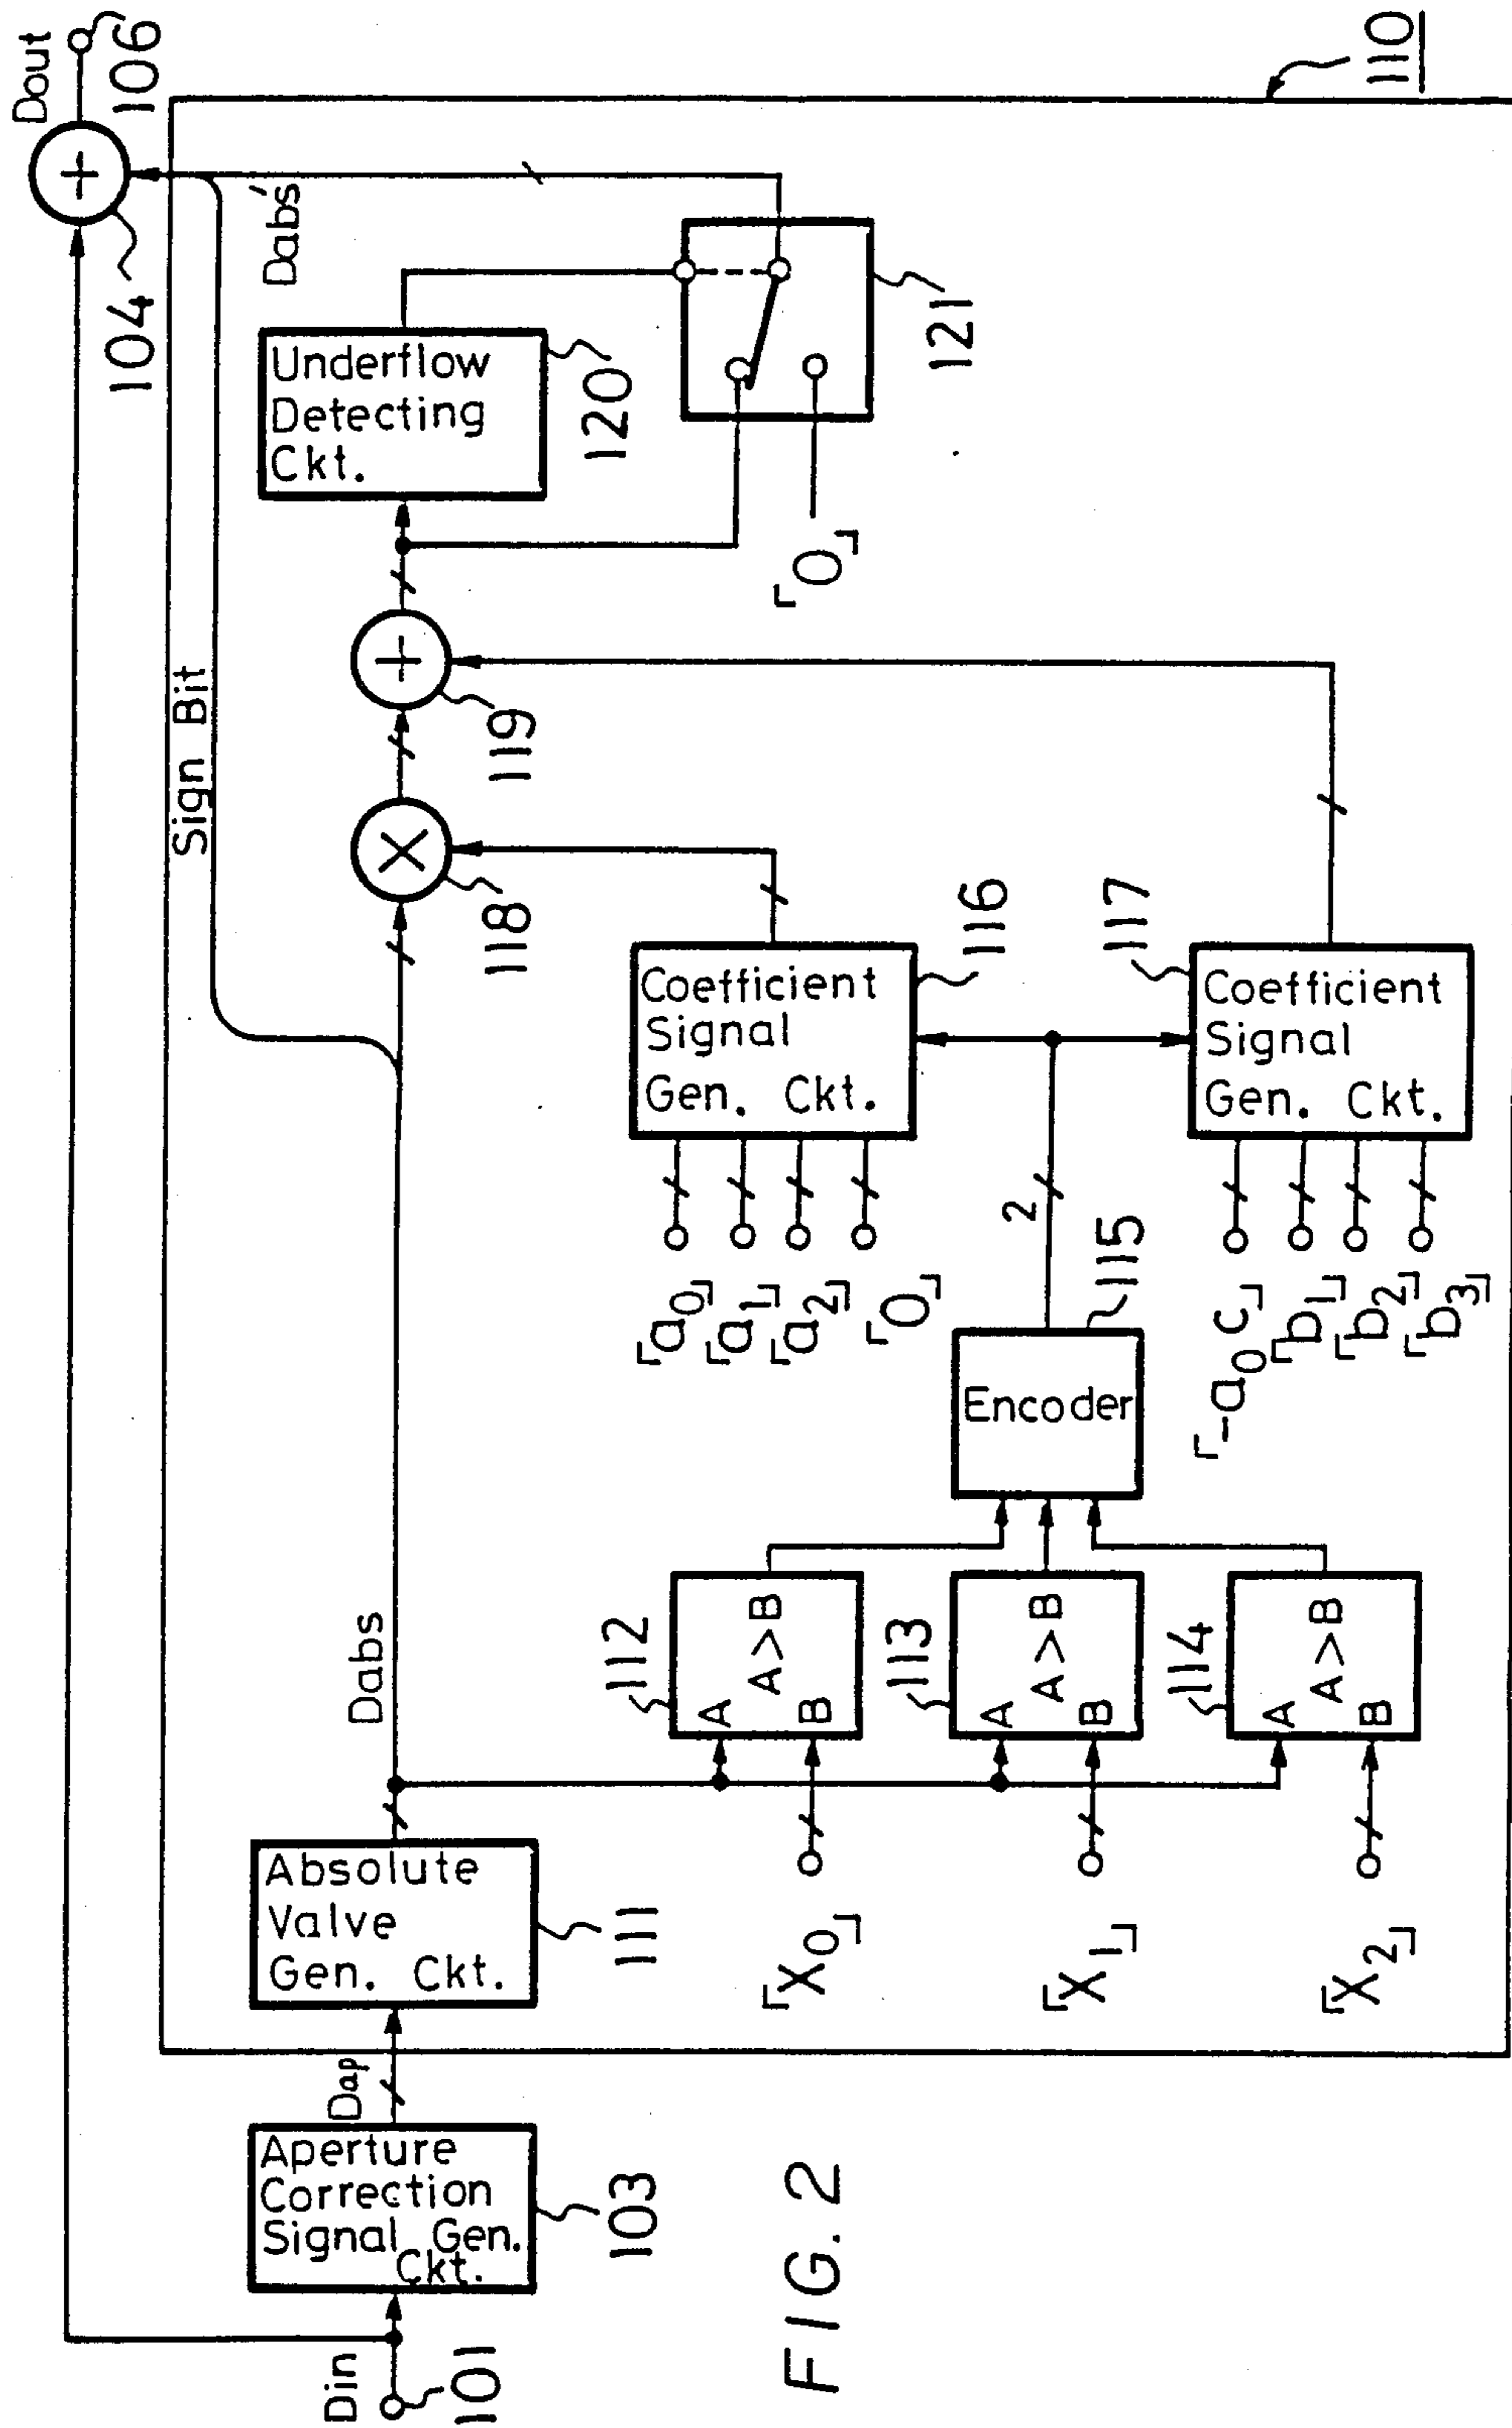 Din
101
Aperture
Correction
Signal Gen.
Ckt.
103
Dap
Absolute
Valve
Gen. Ckt.
111
Dabs
Sign Bit
118
119
Underflow
Detecting
Ckt.
120
Dabs'
Dout
106
104
110
「X0」
「X1」
「X2」
A
A>B
B
112
A
A>B
B
113
A
A>B
B
114
Encoder
115
2
「a0」
「a1」
「a2」
「0」
Coefficient
Signal
Gen. Ckt.
116
「-a0 c」
「b1」
「b2」
「b3」
Coefficient
Signal
Gen. Ckt.
117
「0」
121
FIG. 2